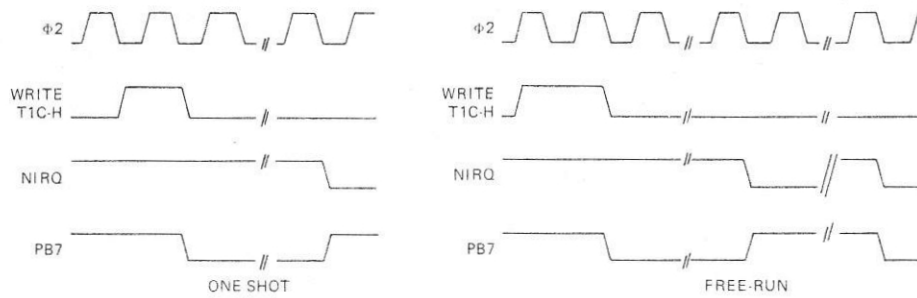 Φ2
WRITE
T1C-H
NIRQ
PB7
ONE SHOT
Φ2
WRITE
T1C-H
NIRQ
PB7
FREE-RUN